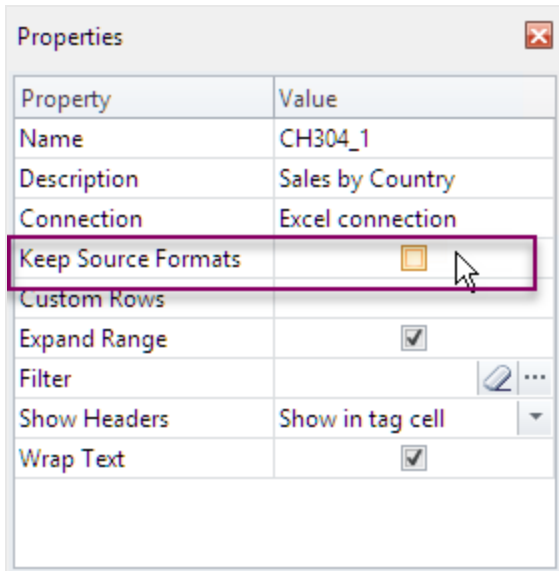 Properties
Property Value
Name CH304_1
Description Sales by Country
Connection Excel connection
Keep Source Formats
Custom Rows
Expand Range
Filter ...
Show Headers Show in tag cell
Wrap Text